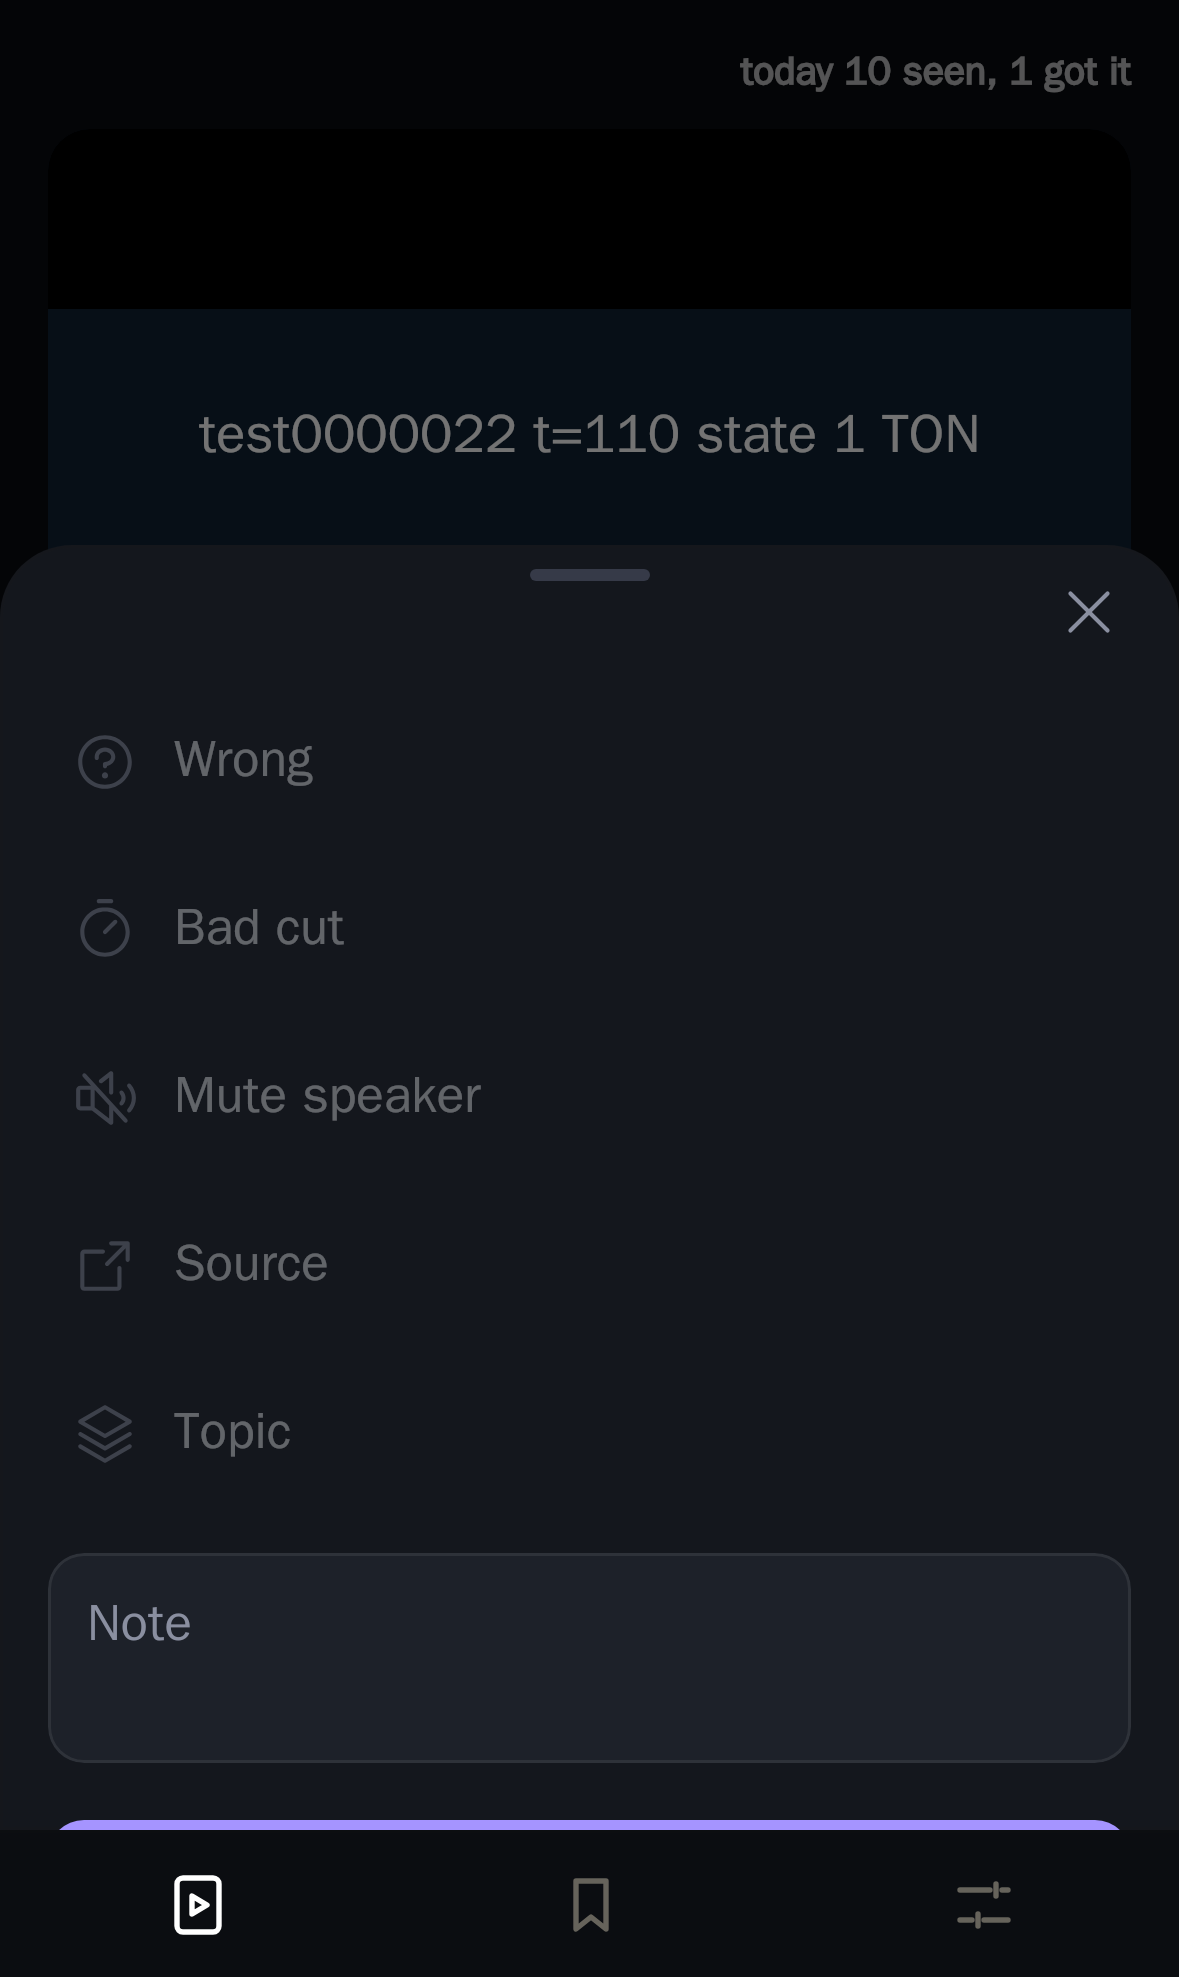 today 10 seen, 1 got it
test0000022 t=110 state 1 TON
Wrong
Bad cut
Mute speaker
Source
Topic
Note